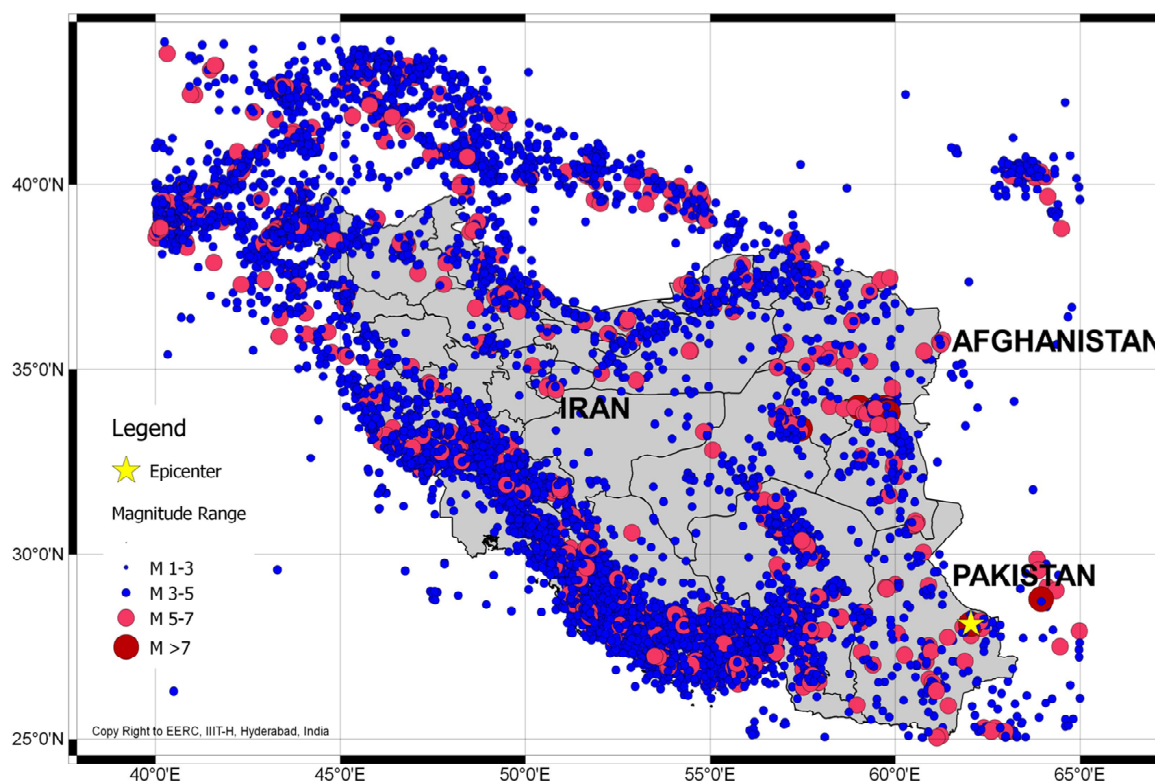 40°0'N
35°0'N
30°0'N
25°0'N
AFGHANISTAN
IRAN
PAKISTAN
Legend
Epicenter
Magnitude Range
M 1-3
M 3-5
M 5-7
M >7
Copy Right to EERC, IIIT-H, Hyderabad, India
40°0'E
45°0'E
50°0'E
55°0'E
60°0'E
65°0'E